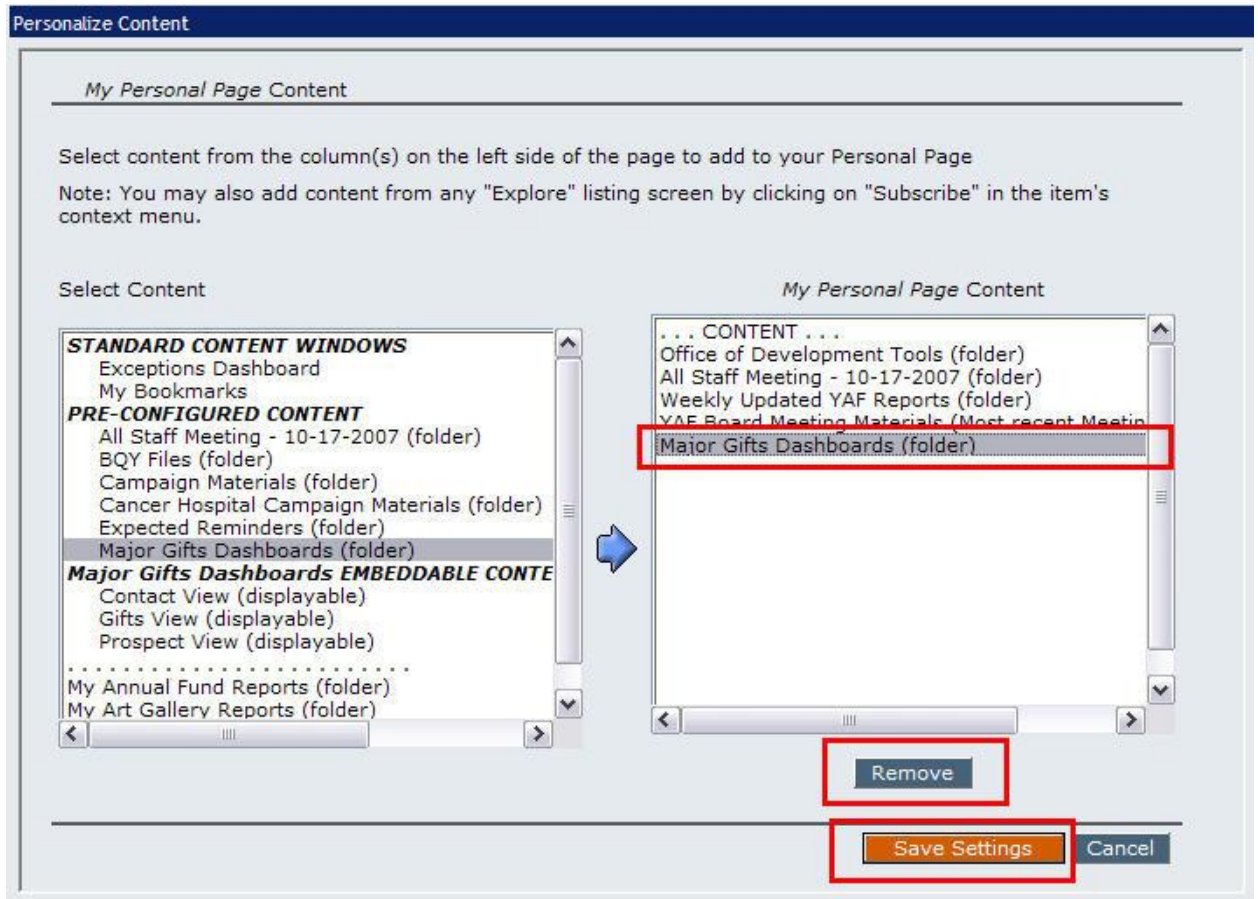 Personalize Content
My Personal Page Content
Select content from the column(s) on the left side of the page to add to your Personal Page
Note: You may also add content from any "Explore" listing screen by clicking on "Subscribe" in the item's
context menu.
Select Content
STANDARD CONTENT WINDOWS
Exceptions Dashboard
My Bookmarks
PRE-CONFIGURED CONTENT
All Staff Meeting - 10-17-2007 (folder)
BQY Files (folder)
Campaign Materials (folder)
Cancer Hospital Campaign Materials (folder)
Expected Reminders (folder)
Major Gifts Dashboards (folder)
Major Gifts Dashboards EMBEDDABLE CONTE
Contact View (displayable)
Gifts View (displayable)
Prospect View (displayable)
. . . . . . . . . . . . . . . . . . . . . . . . .
My Annual Fund Reports (folder)
My Art Gallery Reports (folder)
My Personal Page Content
. . . CONTENT . . .
Office of Development Tools (folder)
All Staff Meeting - 10-17-2007 (folder)
Weekly Updated YAF Reports (folder)
YAF Board Meeting Materials (Most recent Meetin
Major Gifts Dashboards (folder)
Remove
Save Settings
Cancel